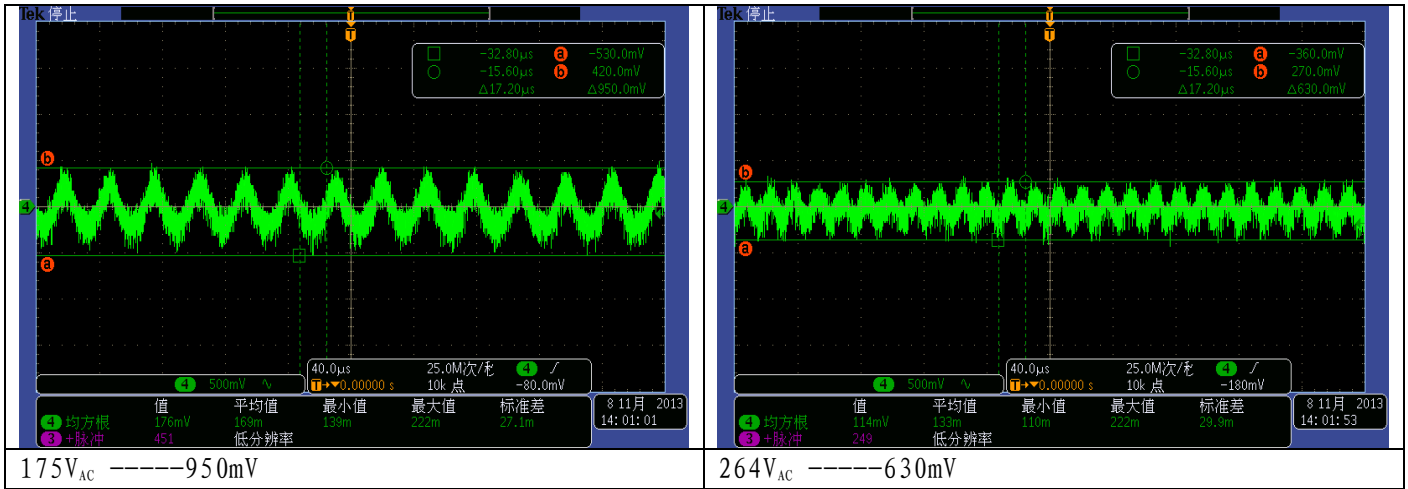 Tek 停止
T
T
□ -32.80µs a -530.0mV
○ -15.60µs b 420.0mV
△17.20µs △950.0mV
b
4
a
40.0µs 25.0M次/秒 4 /
4 500mV ∿ T→▼0.00000 s 10k 点 -80.0mV
值 平均值 最小值 最大值 标准差
4 均方根 176mV 169m 139m 222m 27.1m
3 +脉冲 451 低分辨率
8 11月 2013
14:01:01
175VAC -----950mV
Tek 停止
T
T
□ -32.80µs a -360.0mV
○ -15.60µs b 270.0mV
△17.20µs △630.0mV
b
4
a
40.0µs 25.0M次/秒 4 /
4 500mV ∿ T→▼0.00000 s 10k 点 -180mV
值 平均值 最小值 最大值 标准差
4 均方根 114mV 133m 110m 222m 29.9m
3 +脉冲 249 低分辨率
8 11月 2013
14:01:53
264VAC -----630mV